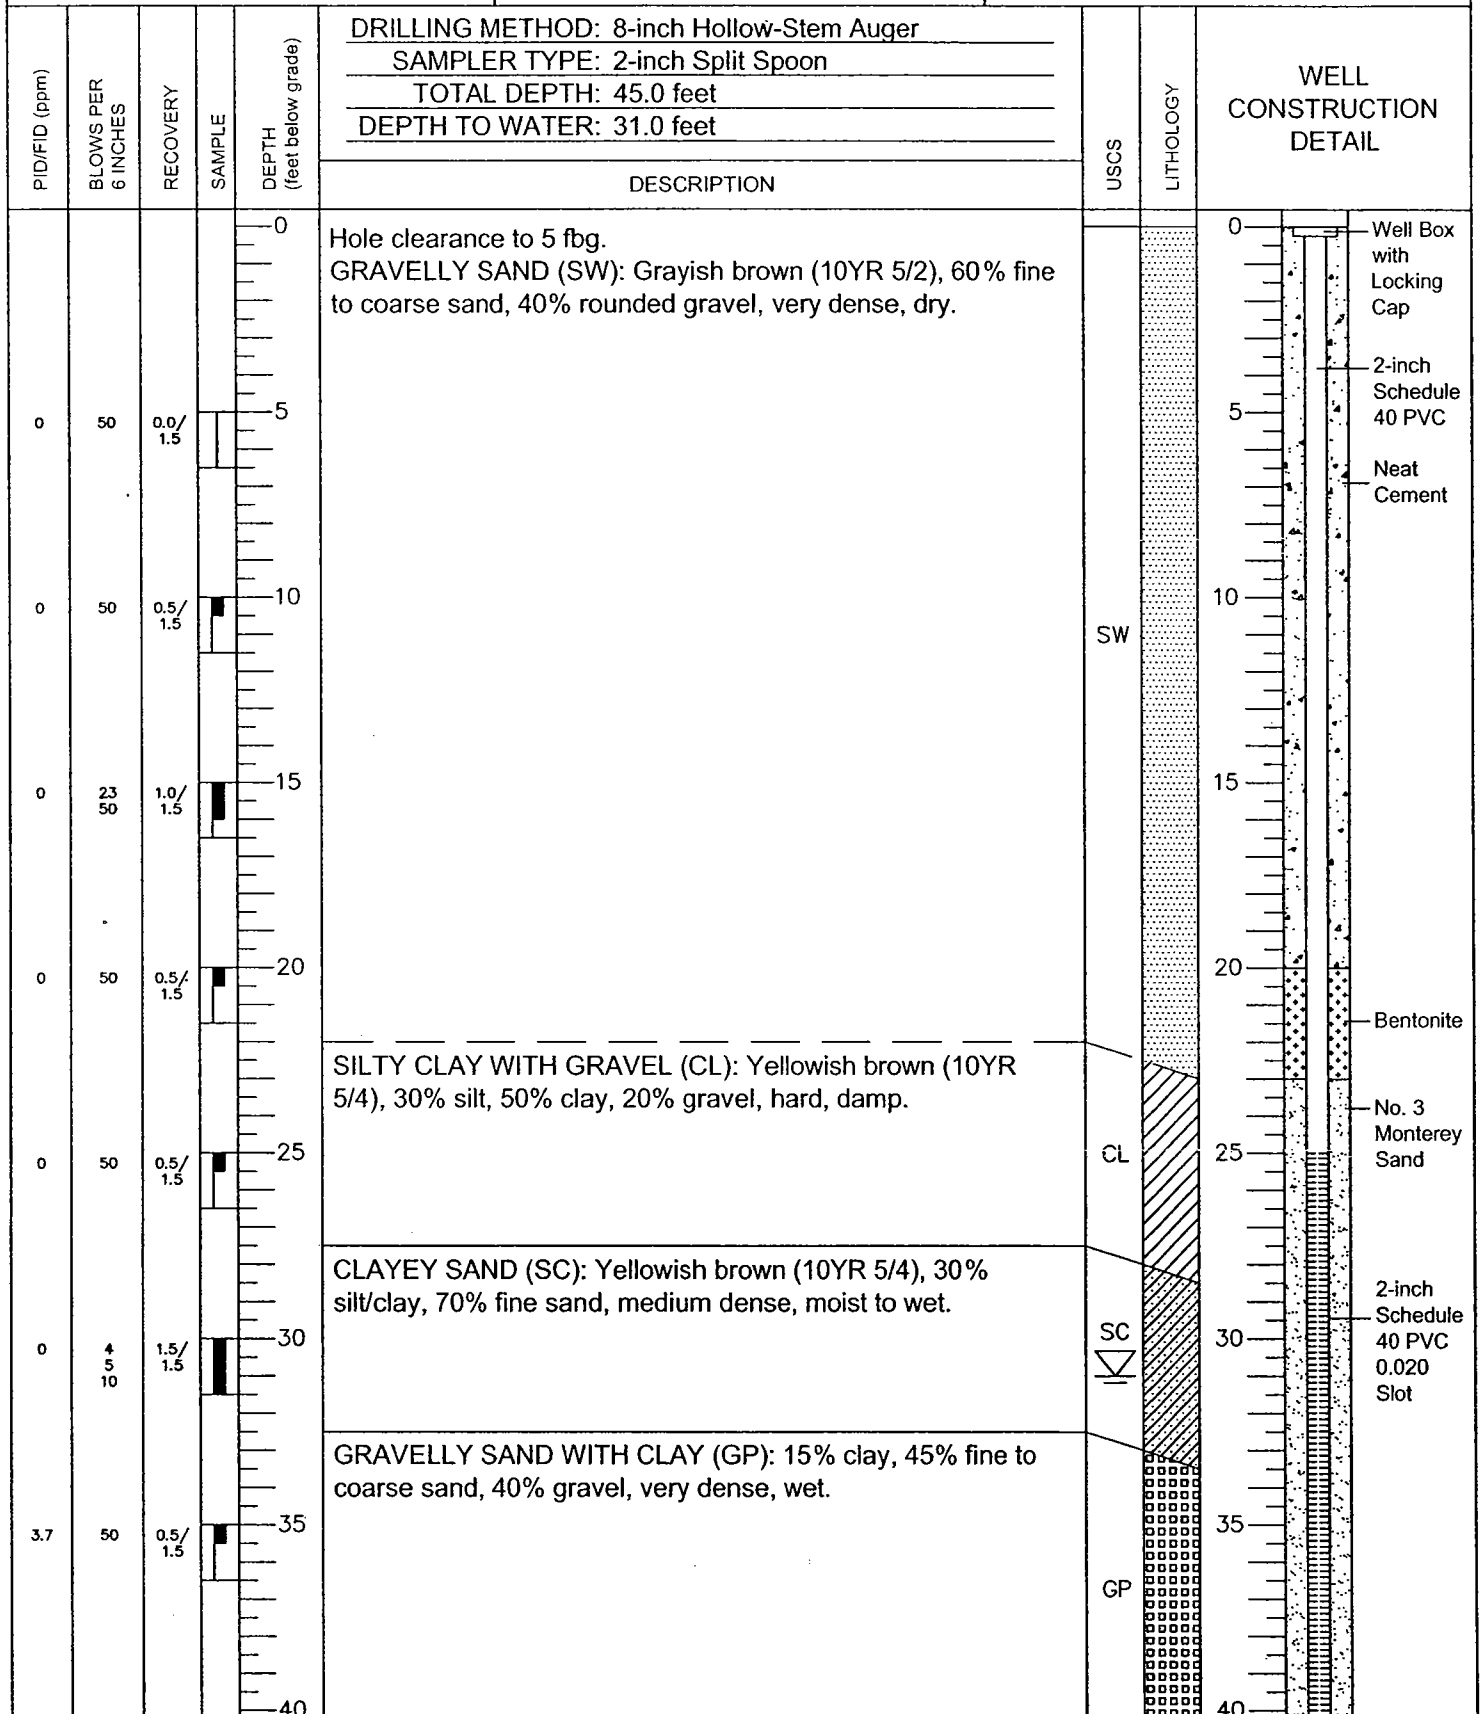 DRILLING METHOD: 8-inch Hollow-Stem Auger
SAMPLER TYPE: 2-inch Split Spoon
TOTAL DEPTH: 45.0 feet
DEPTH TO WATER: 31.0 feet
PID/FID (ppm)
BLOWS PER
6 INCHES
RECOVERY
SAMPLE
DEPTH
(feet below grade)
DESCRIPTION
USCS
LITHOLOGY
WELL
CONSTRUCTION
DETAIL
0
Hole clearance to 5 fbg.
GRAVELLY SAND (SW): Grayish brown (10YR 5/2), 60% fine
to coarse sand, 40% rounded gravel, very dense, dry.
0
Well Box
with
Locking
Cap
2-inch
Schedule
40 PVC
0 50 0.0/
1.5
5
5
Neat
Cement
0 50 0.5/
1.5
10
SW
10
0 23
50
1.0/
1.5
15
15
0 50 0.5/
1.5
20
20
Bentonite
SILTY CLAY WITH GRAVEL (CL): Yellowish brown (10YR
5/4), 30% silt, 50% clay, 20% gravel, hard, damp.
No. 3
Monterey
Sand
0 50 0.5/
1.5
25
CL
25
CLAYEY SAND (SC): Yellowish brown (10YR 5/4), 30%
silt/clay, 70% fine sand, medium dense, moist to wet.
2-inch
Schedule
40 PVC
0.020
Slot
0 4
5
10
1.5/
1.5
30
SC
30
GRAVELLY SAND WITH CLAY (GP): 15% clay, 45% fine to
coarse sand, 40% gravel, very dense, wet.
3.7 50 0.5/
1.5
35
35
GP
40
40